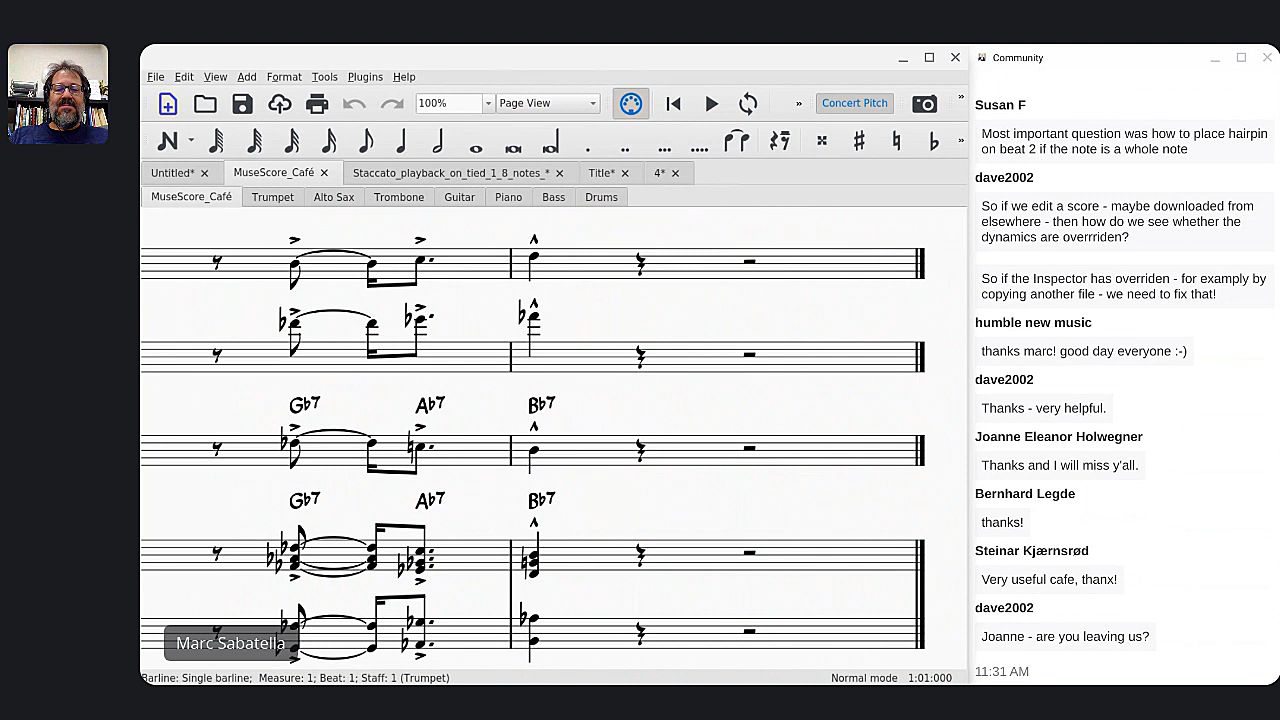 File Edit View Add Format Tools Plugins Help
100% Page View » Concert Pitch »
Untitled* MuseScore_Café Staccato_playback_on_tied_1_8_notes_* Title* 4*
MuseScore_Café Trumpet Alto Sax Trombone Guitar Piano Bass Drums
G♭7 A♭7 B♭7
G♭7 A♭7 B♭7
Marc Sabatella
Barline: Single barline; Measure: 1; Beat: 1; Staff: 1 (Trumpet) Normal mode 1:01:000
Community
Susan F
Most important question was how to place hairpin
on beat 2 if the note is a whole note
dave2002
So if we edit a score - maybe downloaded from
elsewhere - then how do we see whether the
dynamics are overrriden?
So if the Inspector has overriden - for examply by
copying another file - we need to fix that!
humble new music
thanks marc! good day everyone :-)
dave2002
Thanks - very helpful.
Joanne Eleanor Holwegner
Thanks and I will miss y'all.
Bernhard Legde
thanks!
Steinar Kjærnsrød
Very useful cafe, thanx!
dave2002
Joanne - are you leaving us?
11:31 AM